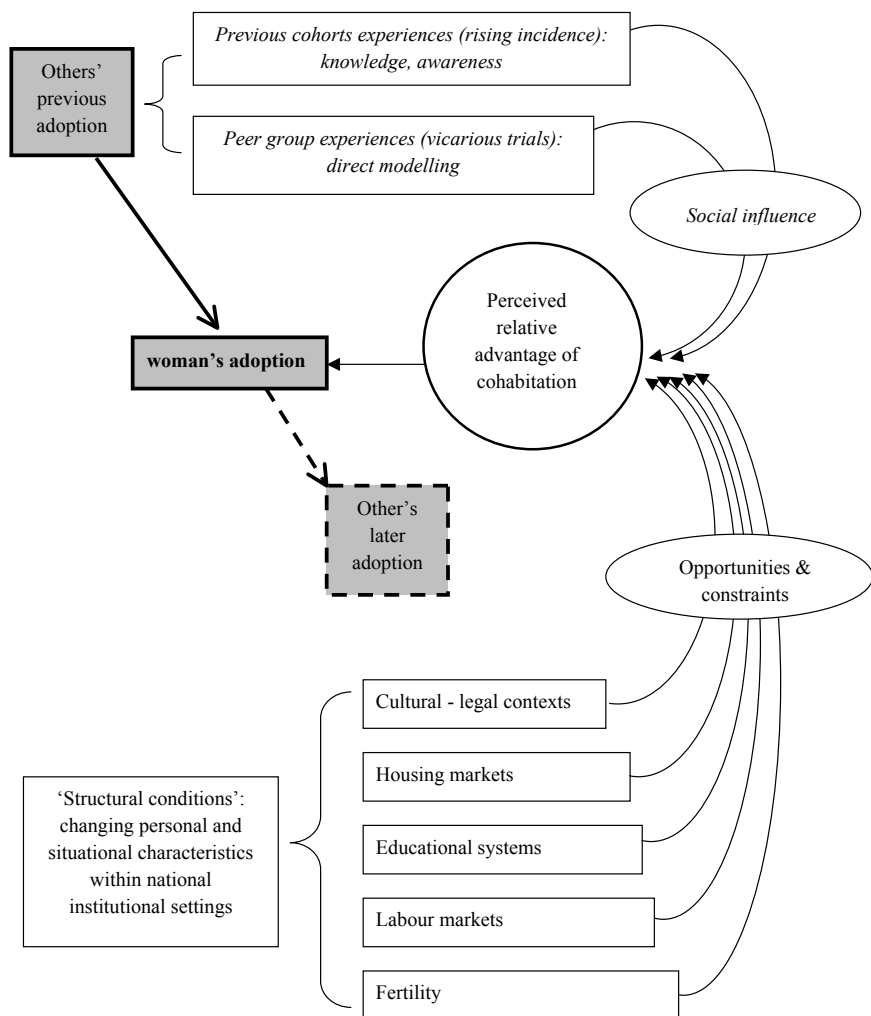 Previous cohorts experiences (rising incidence):
knowledge, awareness
Others’
previous
adoption
Peer group experiences (vicarious trials):
direct modelling
Social influence
Perceived
relative
advantage of
cohabitation
woman’s adoption
Other’s
later
adoption
Opportunities &
constraints
Cultural - legal contexts
Housing markets
‘Structural conditions’:
changing personal and
situational characteristics
within national
institutional settings
Educational systems
Labour markets
Fertility